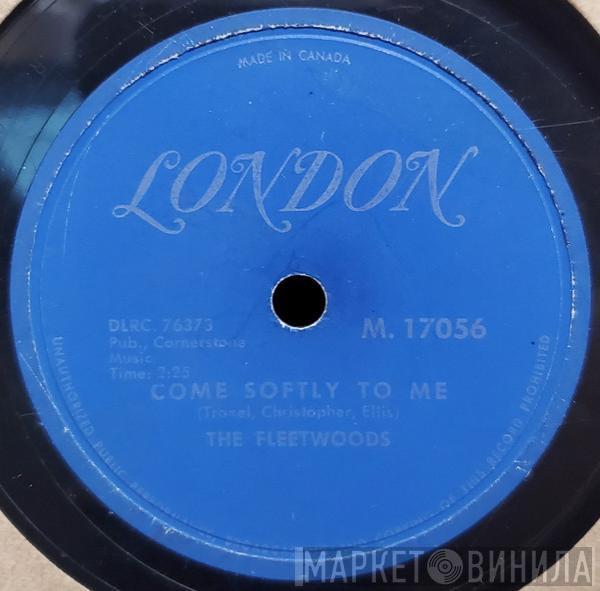 MADE IN CANADA
LONDON
DLRC. 76373
M. 17056
Pub., Cornerstone
Music
Time: 2:25
COME SOFTLY TO ME
(Troxel, Christopher, Ellis)
THE FLEETWOODS
UNAUTHORIZED PUBLIC OF THIS RECORD PROHIBITED
МАРКЕТ ВИНИЛА